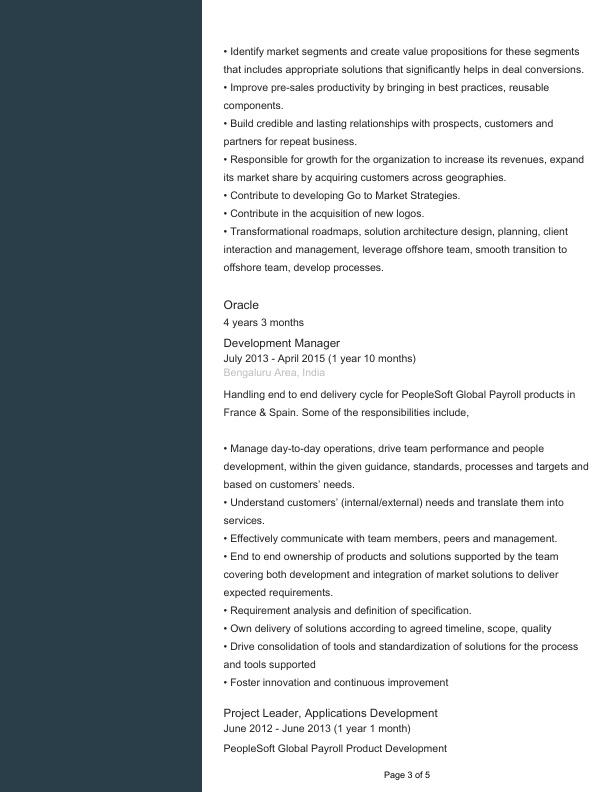 • Identify market segments and create value propositions for these segments
that includes appropriate solutions that significantly helps in deal conversions.
• Improve pre-sales productivity by bringing in best practices, reusable
components.
• Build credible and lasting relationships with prospects, customers and
partners for repeat business.
• Responsible for growth for the organization to increase its revenues, expand
its market share by acquiring customers across geographies.
• Contribute to developing Go to Market Strategies.
• Contribute in the acquisition of new logos.
• Transformational roadmaps, solution architecture design, planning, client
interaction and management, leverage offshore team, smooth transition to
offshore team, develop processes.
Oracle
4 years 3 months
Development Manager
July 2013 - April 2015 (1 year 10 months)
Bengaluru Area, India
Handling end to end delivery cycle for PeopleSoft Global Payroll products in
France & Spain. Some of the responsibilities include,
• Manage day-to-day operations, drive team performance and people
development, within the given guidance, standards, processes and targets and
based on customers’ needs.
• Understand customers’ (internal/external) needs and translate them into
services.
• Effectively communicate with team members, peers and management.
• End to end ownership of products and solutions supported by the team
covering both development and integration of market solutions to deliver
expected requirements.
• Requirement analysis and definition of specification.
• Own delivery of solutions according to agreed timeline, scope, quality
• Drive consolidation of tools and standardization of solutions for the process
and tools supported
• Foster innovation and continuous improvement
Project Leader, Applications Development
June 2012 - June 2013 (1 year 1 month)
PeopleSoft Global Payroll Product Development
Page 3 of 5